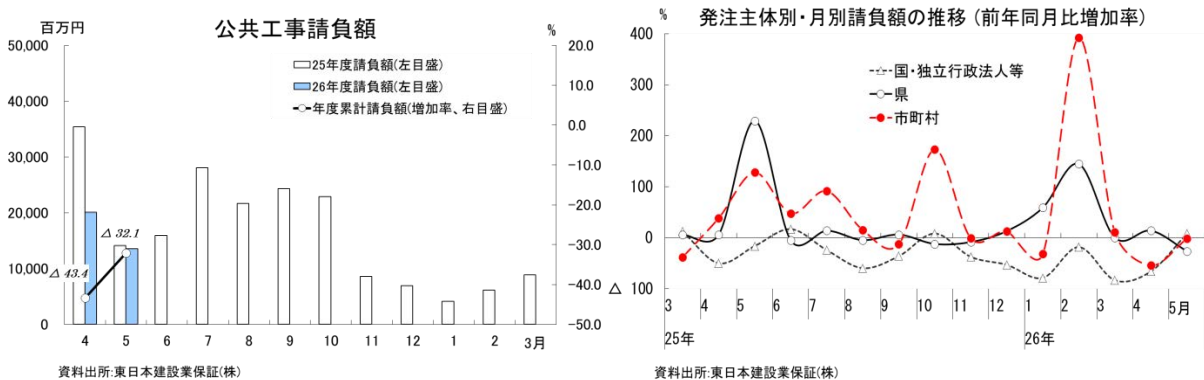 公共工事請負額
百万円
%
50,000
40,000
30,000
20,000
10,000
0
20.0
10.0
0.0
−10.0
−20.0
−30.0
−40.0
−50.0
25年度請負額(左目盛)
26年度請負額(左目盛)
年度累計請負額(増加率、右目盛)
△ 43.4
△ 32.1
4 5 6 7 8 9 10 11 12 1 2 3月
資料出所:東日本建設業保証(株)
発注主体別・月別請負額の推移 (前年同月比増加率)
%
400
300
200
100
0
△ 100
国・独立行政法人等
県
市町村
3 4 5 6 7 8 9 10 11 12 1 2 3 4 5月
25年 26年
資料出所:東日本建設業保証(株)